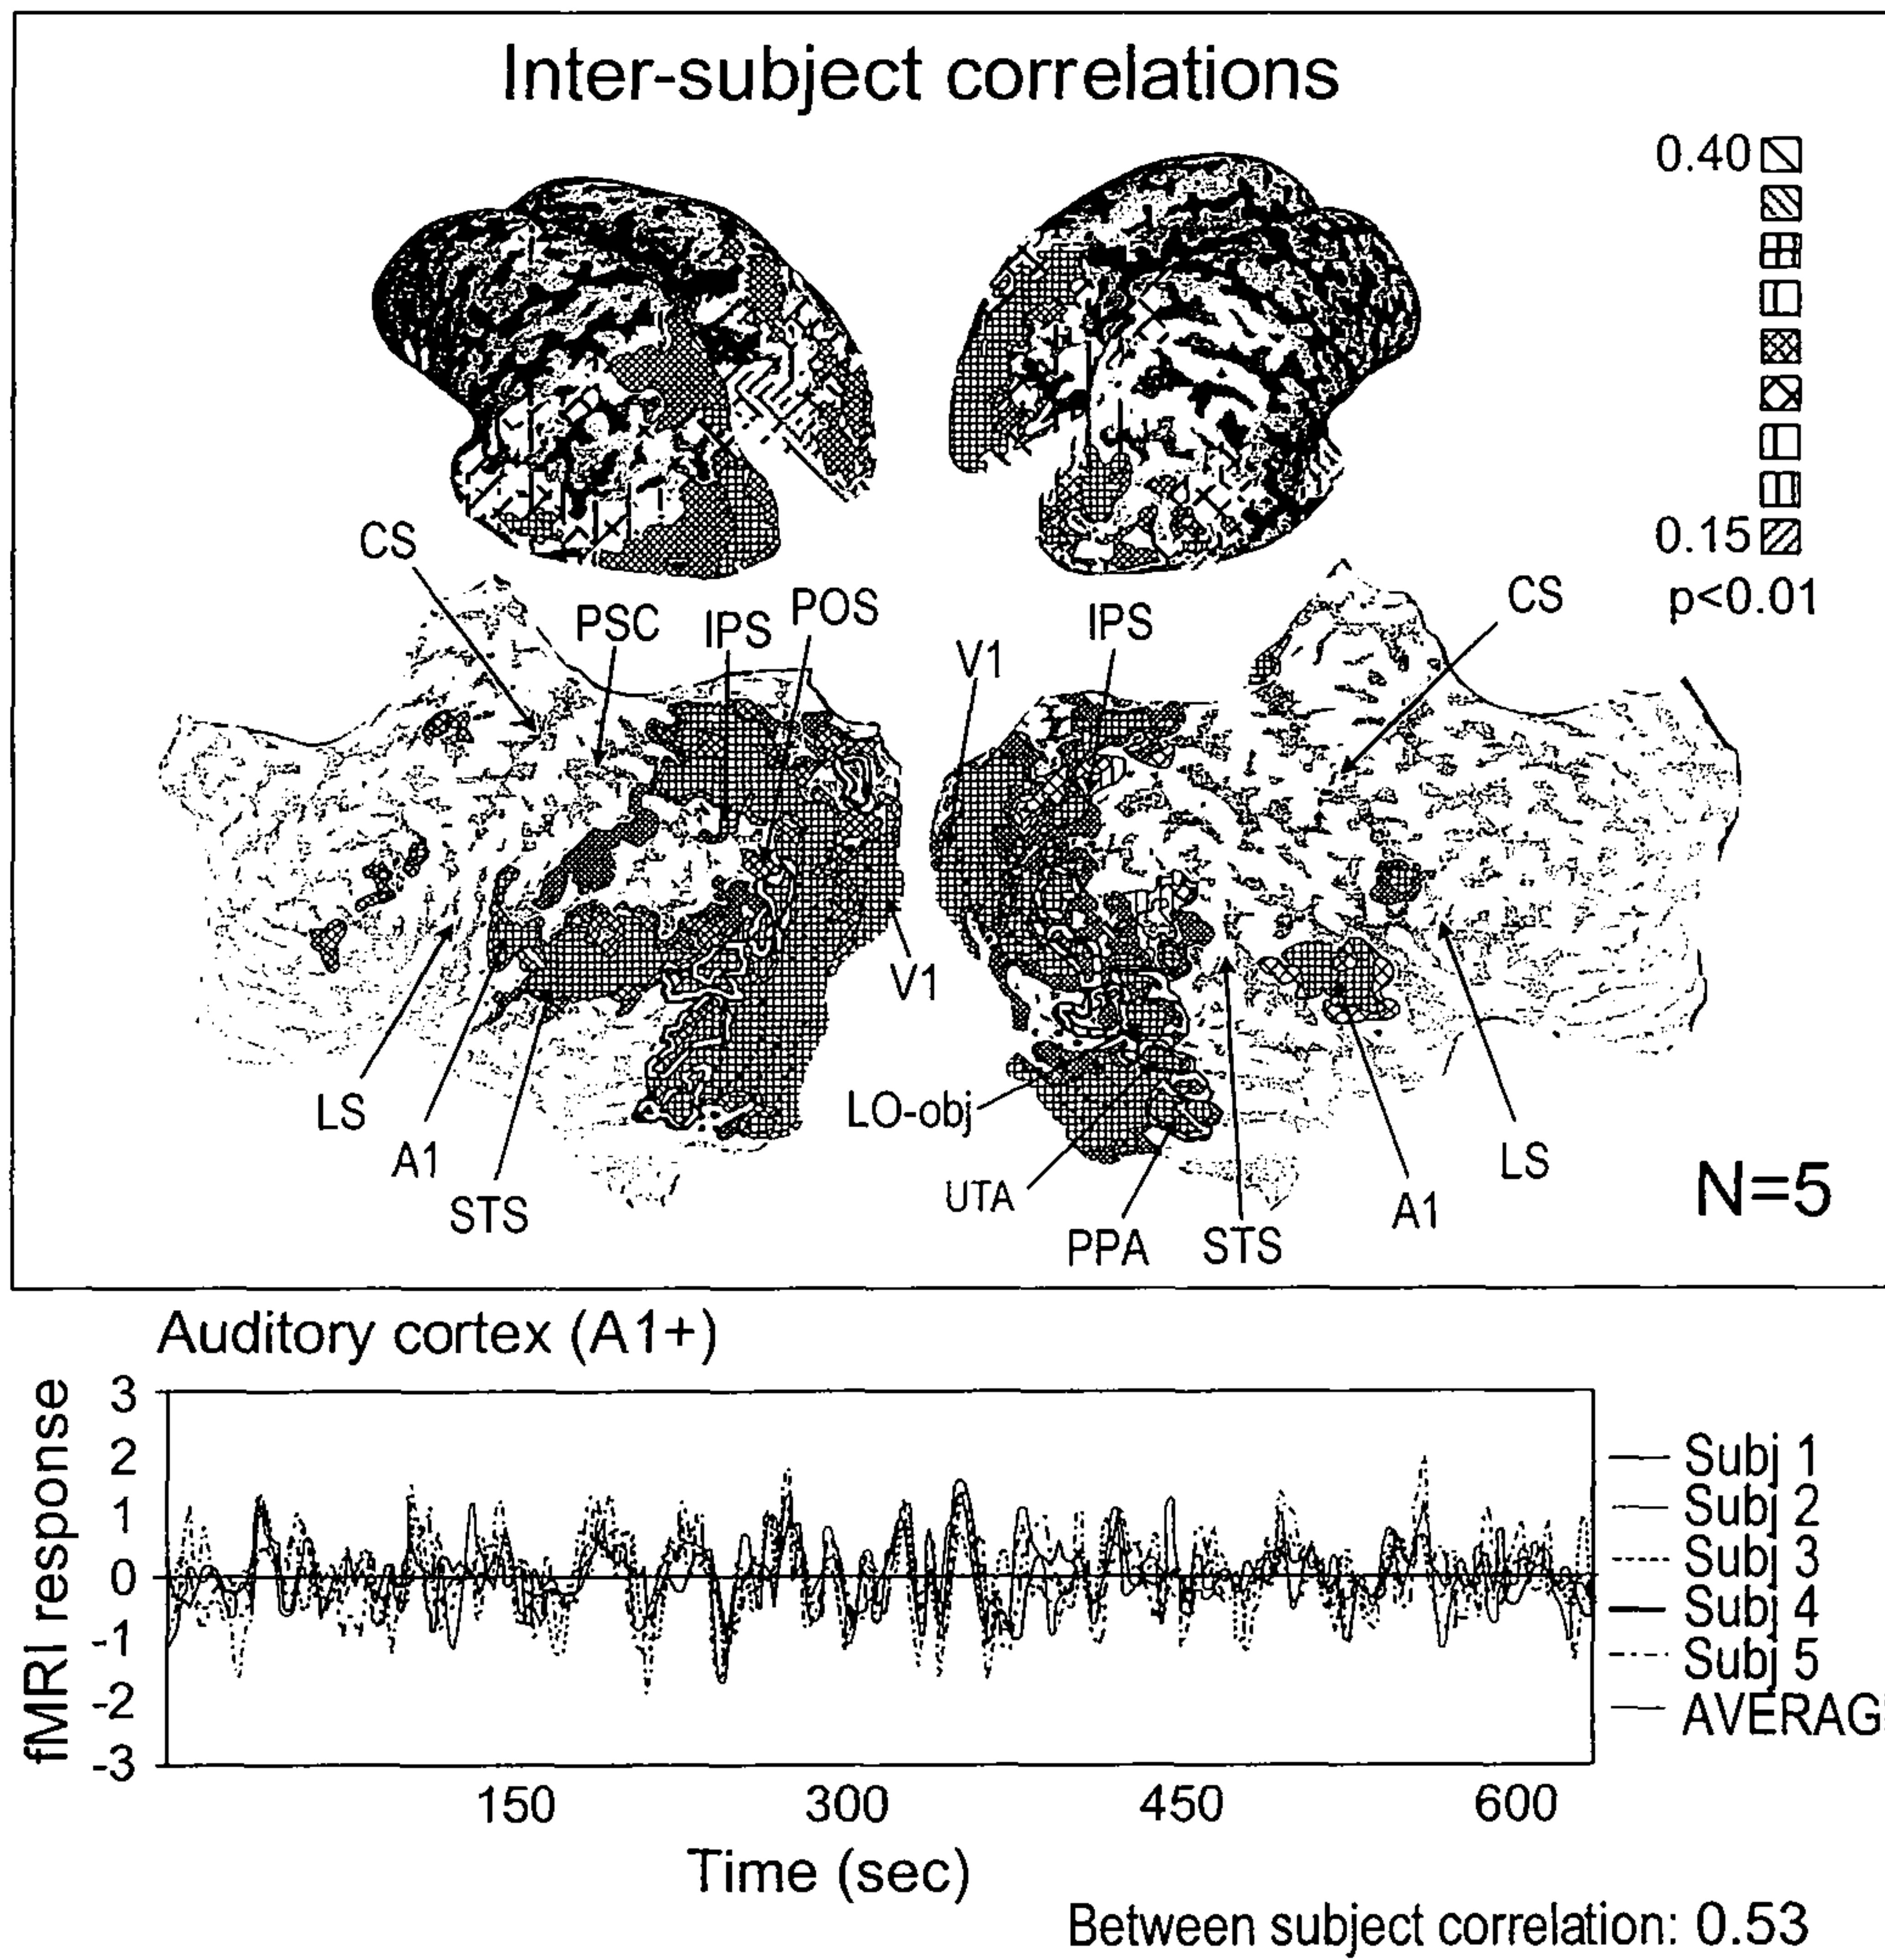 Inter-subject correlations
0.40
0.15
p<0.01
CS
PSC
IPS
POS
V1
IPS
CS
LS
A1
STS
V1
LO-obj
UTA
PPA
STS
A1
LS
N=5
Auditory cortex (A1+)
fMRI response
3
2
1
0
-1
-2
-3
150
300
450
600
Time (sec)
Subj 1
Subj 2
Subj 3
Subj 4
Subj 5
AVERAG
Between subject correlation: 0.53